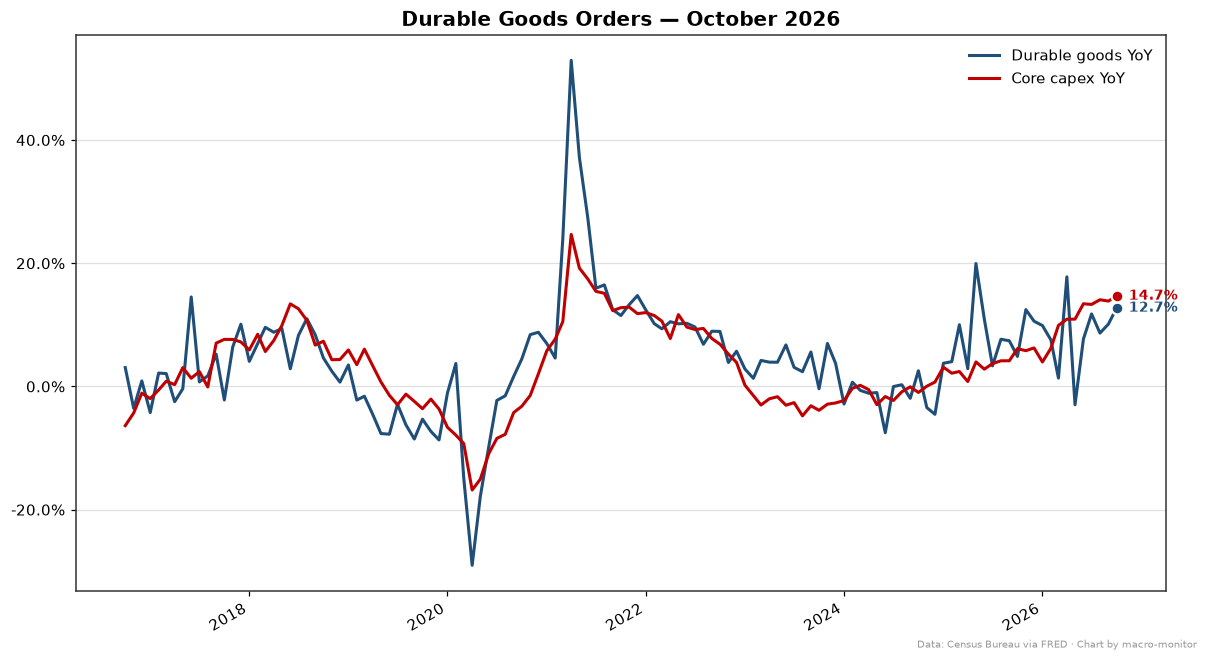 Durable Goods Orders — October 2026
Durable goods YoY
Core capex YoY
40.0%
20.0%
0.0%
-20.0%
14.7%
12.7%
2018
2020
2022
2024
2026
Data: Census Bureau via FRED · Chart by macro-monitor